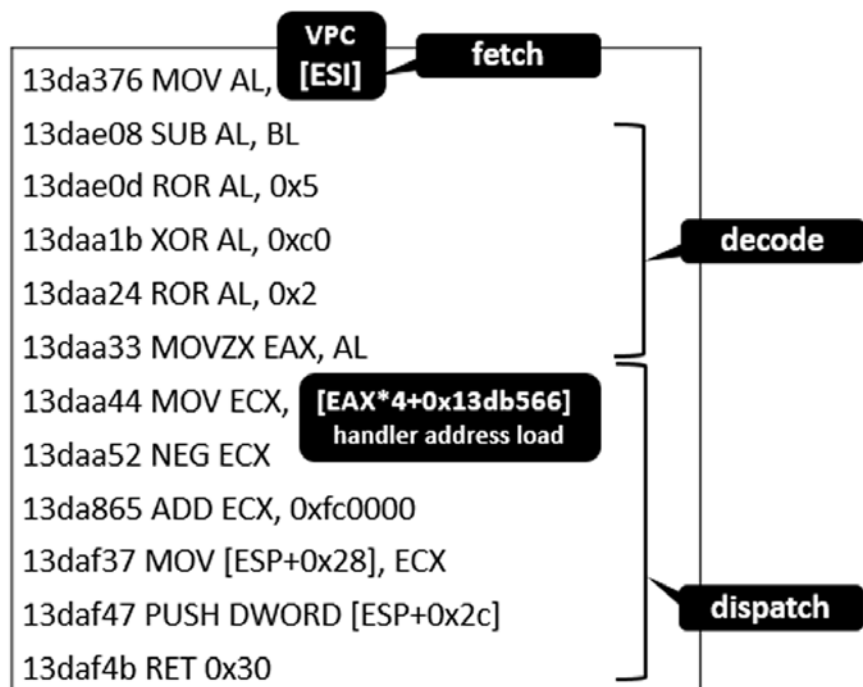 VPC
13da376 MOV AL, [ESI]
fetch
13dae08 SUB AL, BL
13dae0d ROR AL, 0x5
13daa1b XOR AL, 0xc0
decode
13daa24 ROR AL, 0x2
13daa33 MOVZX EAX, AL
13daa44 MOV ECX, [EAX*4+0x13db566]
handler address load
13daa52 NEG ECX
13da865 ADD ECX, 0xfc0000
13daf37 MOV [ESP+0x28], ECX
13daf47 PUSH DWORD [ESP+0x2c]
dispatch
13daf4b RET 0x30